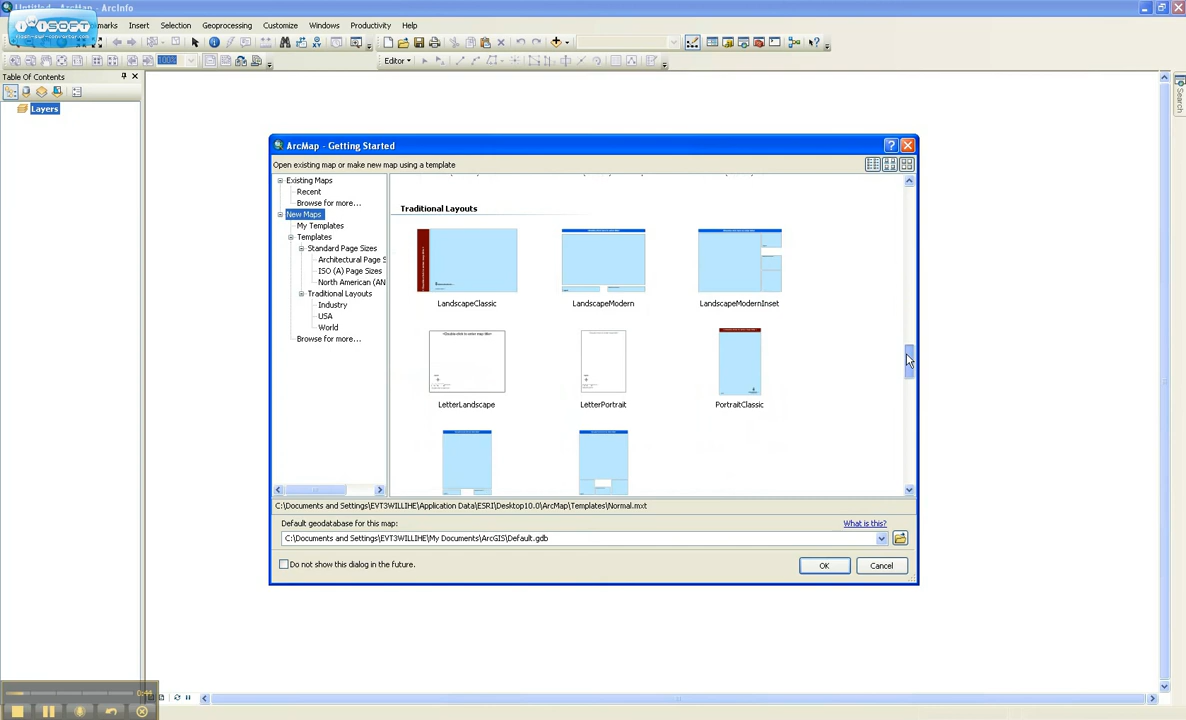 Untitled - ArcMap - ArcInfo
Insert Selection Geoprocessing Customize Windows Productivity Help
100%
Editor
Table Of Contents
Layers
Search
ArcMap - Getting Started
Open existing map or make new map using a template
Existing Maps
Recent
Browse for more...
New Maps
My Templates
Templates
Standard Page Sizes
Architectural Page S
ISO (A) Page Sizes
North American (AN
Traditional Layouts
Industry
USA
World
Browse for more...
Traditional Layouts
LandscapeClassic LandscapeModern LandscapeModernInset
LetterLandscape LetterPortrait PortraitClassic
C:\Documents and Settings\EVT3WILLIHE\Application Data\ESRI\Desktop10.0\ArcMap\Templates\Normal.mxt
Default geodatabase for this map:
What is this?
C:\Documents and Settings\EVT3WILLIHE\My Documents\ArcGIS\Default.gdb
Do not show this dialog in the future.
OK Cancel
0:44